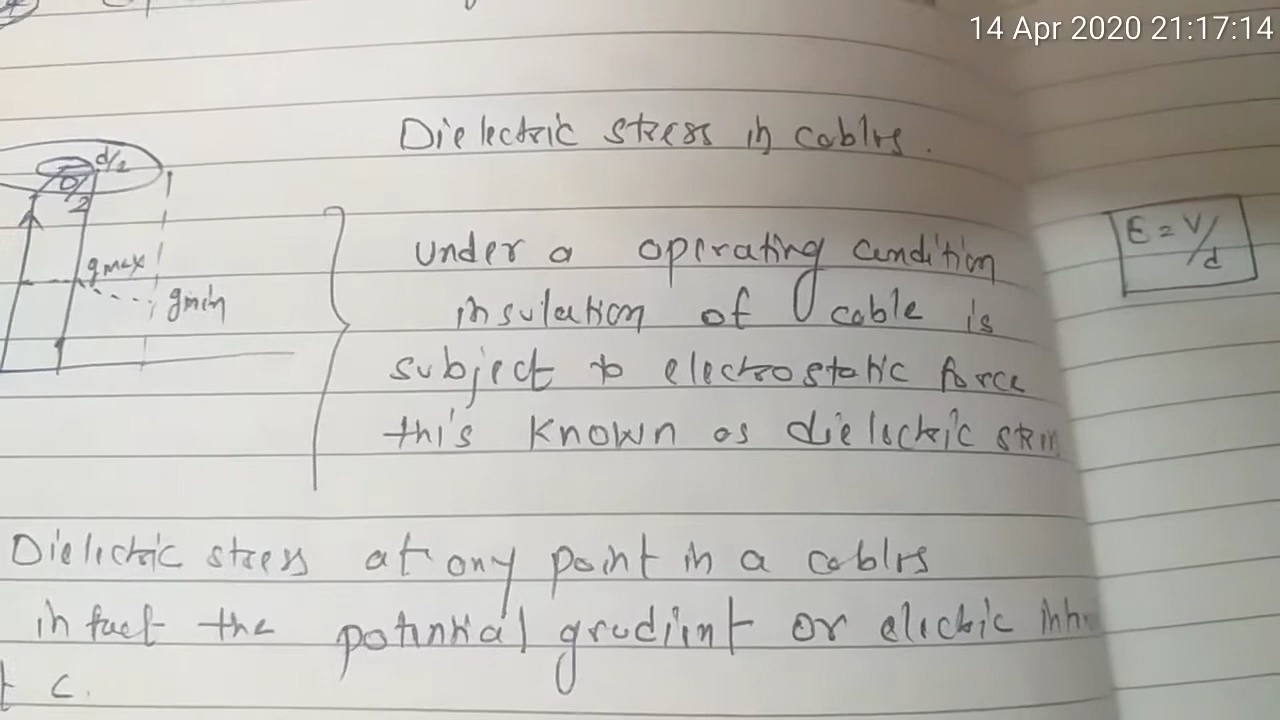 14 Apr 2020 21:17:14
Dielectric stress in cables.
d/2
D/2
gmax
gmin
E = V/d
under a operating condition
insulation of cable is
subject to electrostatic force
this known as dielectric
Dielectric stress at any point in a cables
in fact the potential gradient or electric
c.